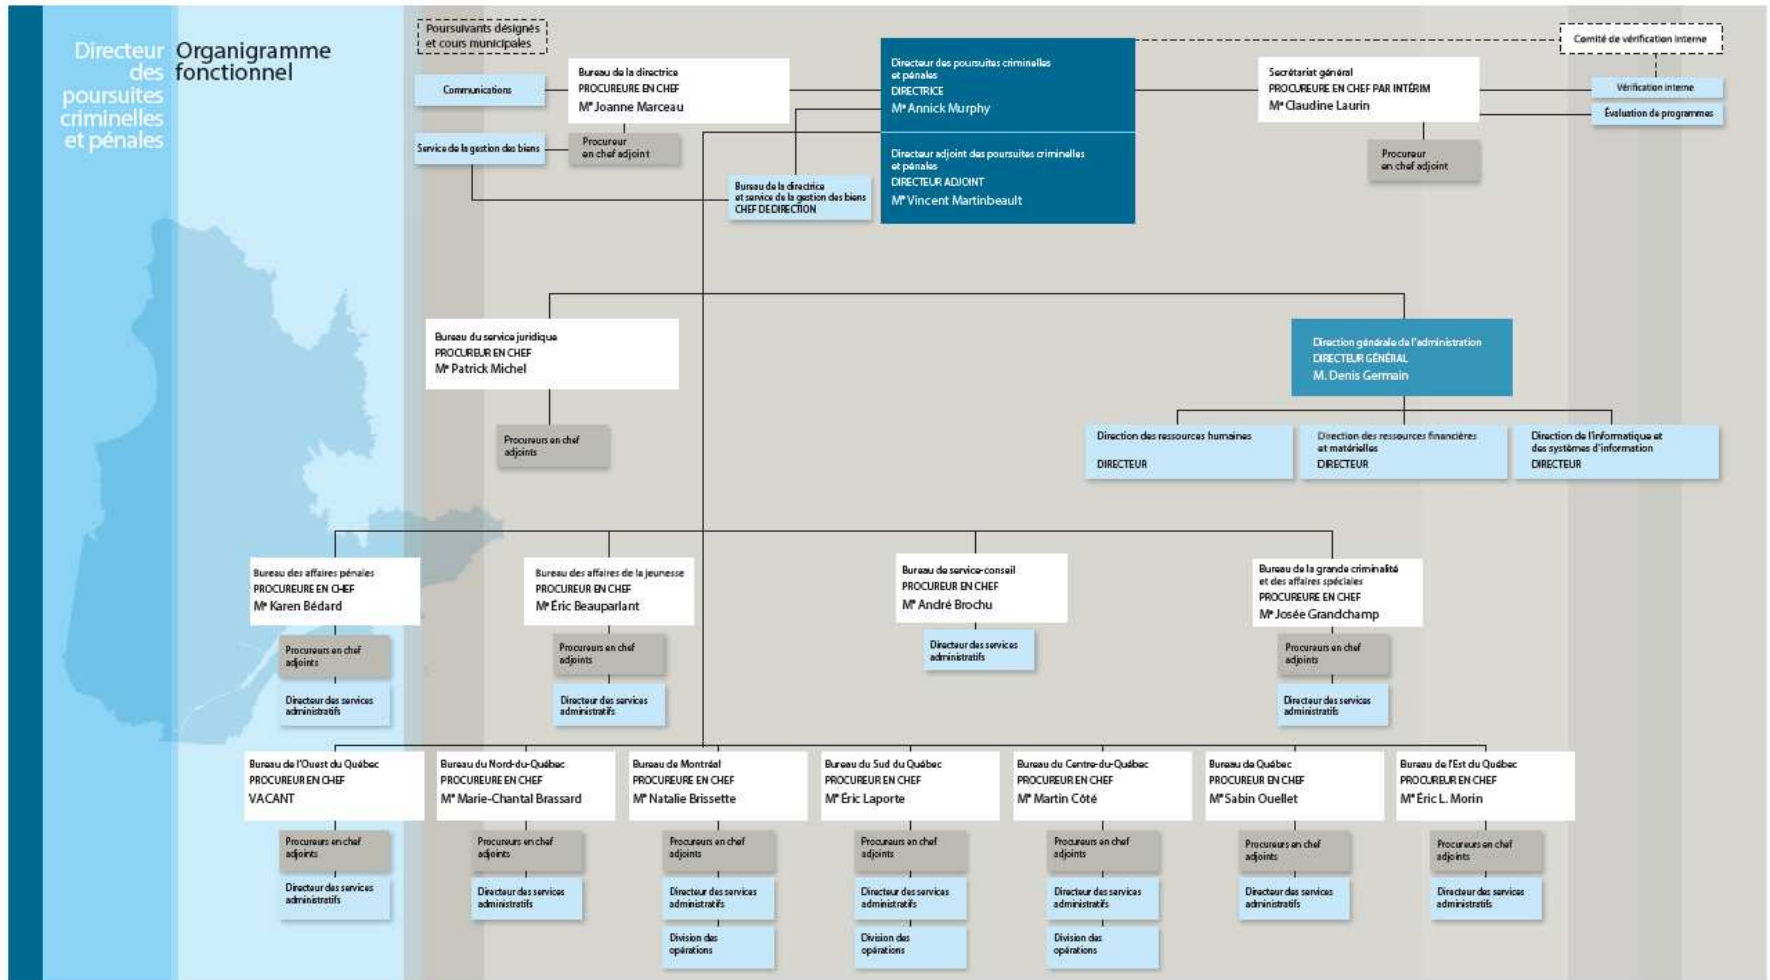 Directeur
des
poursuites
criminelles
et pénales
Organigramme
fonctionnel
Poursuivants désignés
et cours municipales
Communications
Service de la gestion des biens
Bureau de la directrice
PROCUREURE EN CHEF
Me Joanne Marceau
Procureur
en chef adjoint
Bureau de la directrice
et service de la gestion des biens
CHEF DE DIRECTION
Directeur des poursuites criminelles
et pénales
DIRECTRICE
Me Annick Murphy
Directeur adjoint des poursuites criminelles
et pénales
DIRECTEUR ADJOINT
Me Vincent Martinbeault
Secrétariat général
PROCUREURE EN CHEF PAR INTÉRIM
Me Claudine Laurin
Procureur
en chef adjoint
Comité de vérification interne
Vérification interne
Évaluation de programmes
Bureau du service juridique
PROCUREUR EN CHEF
Me Patrick Michel
Procureurs en chef
adjoints
Direction générale de l'administration
DIRECTEUR GÉNÉRAL
M. Denis Germain
Direction des ressources humaines
DIRECTEUR
Direction des ressources financières
et matérielles
DIRECTEUR
Direction de l'informatique et
des systèmes d'information
DIRECTEUR
Bureau des affaires pénales
PROCUREURE EN CHEF
Me Karen Bédard
Procureurs en chef
adjoints
Directeur des services
administratifs
Bureau des affaires de la jeunesse
PROCUREUR EN CHEF
Me Éric Beauparlant
Procureurs en chef
adjoints
Directeur des services
administratifs
Bureau de service-conseil
PROCUREUR EN CHEF
Me André Brochu
Directeur des services
administratifs
Bureau de la grande criminalité
et des affaires spéciales
PROCUREURE EN CHEF
Me Josée Grandchamp
Procureurs en chef
adjoints
Directeur des services
administratifs
Bureau de l'Ouest du Québec
PROCUREUR EN CHEF
VACANT
Procureurs en chef
adjoints
Directeur des services
administratifs
Bureau du Nord-du-Québec
PROCUREURE EN CHEF
Me Marie-Chantal Brassard
Procureurs en chef
adjoints
Directeur des services
administratifs
Bureau de Montréal
PROCUREURE EN CHEF
Me Natalie Brissette
Procureurs en chef
adjoints
Directeur des services
administratifs
Division des
opérations
Bureau du Sud du Québec
PROCUREUR EN CHEF
Me Éric Laporte
Procureurs en chef
adjoints
Directeur des services
administratifs
Division des
opérations
Bureau du Centre-du-Québec
PROCUREUR EN CHEF
Me Martin Côté
Procureurs en chef
adjoints
Directeur des services
administratifs
Division des
opérations
Bureau de Québec
PROCUREUR EN CHEF
Me Sabin Ouellet
Procureurs en chef
adjoints
Directeur des services
administratifs
Bureau de l'Est du Québec
PROCUREUR EN CHEF
Me Éric L. Morin
Procureurs en chef
adjoints
Directeur des services
administratifs